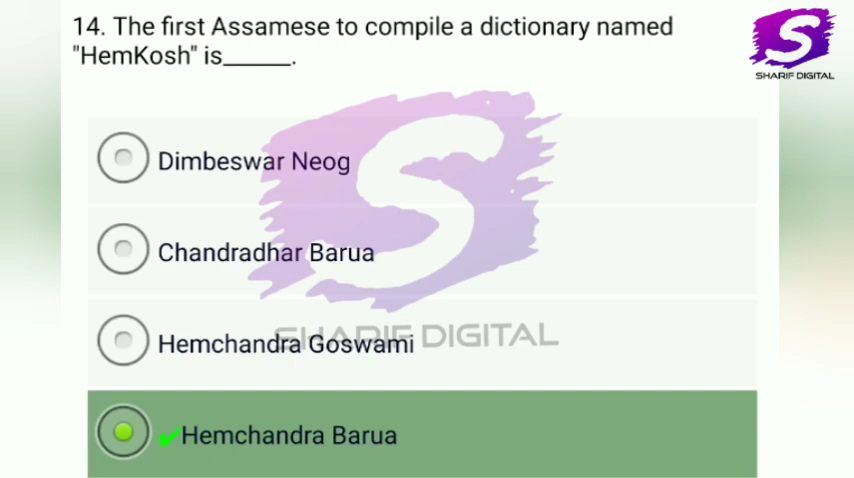 14. The first Assamese to compile a dictionary named
"HemKosh" is______.
S
SHARIF DIGITAL
Dimbeswar Neog
Chandradhar Barua
Hemchandra Goswami
SHARIF DIGITAL
Hemchandra Barua